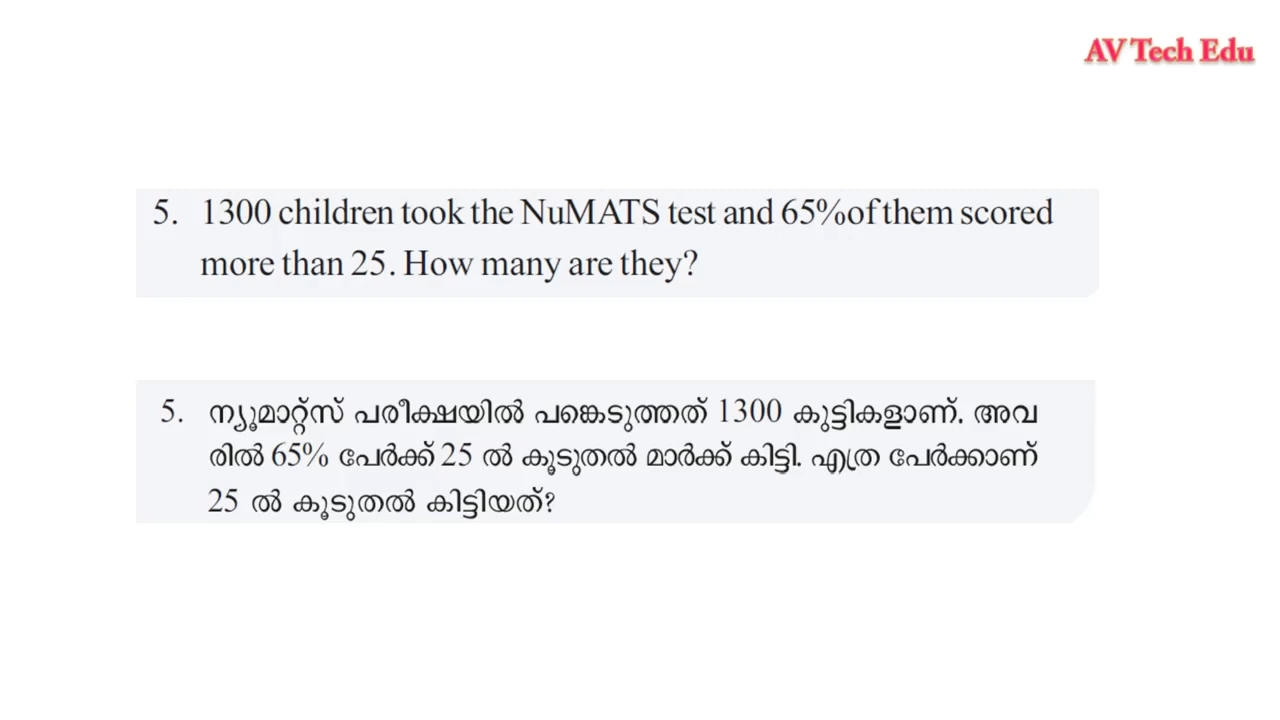 AV Tech Edu
5. 1300 children took the NuMATS test and 65%of them scored
more than 25. How many are they?
5. ന്യൂമാറ്റ്സ് പരീക്ഷയിൽ പങ്കെടുത്തത് 1300 കുട്ടികളാണ്. അവ
രിൽ 65% പേർക്ക് 25 ൽ കൂടുതൽ മാർക്ക് കിട്ടി. എത്ര പേർക്കാണ്
25 ൽ കൂടുതൽ കിട്ടിയത്?